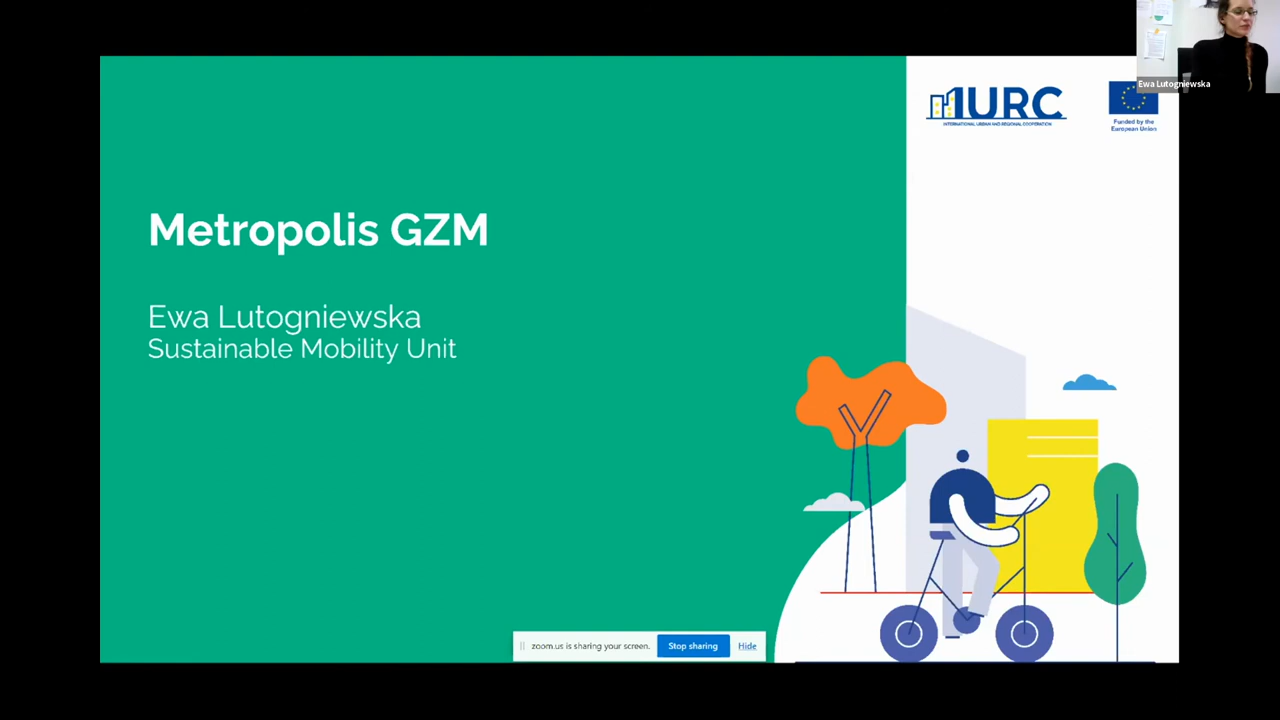 Ewa Lutogniewska
IURC
INTERNATIONAL URBAN AND REGIONAL COOPERATION
Funded by the
European Union
Metropolis GZM
Ewa Lutogniewska
Sustainable Mobility Unit
zoom.us is sharing your screen.
Stop sharing
Hide